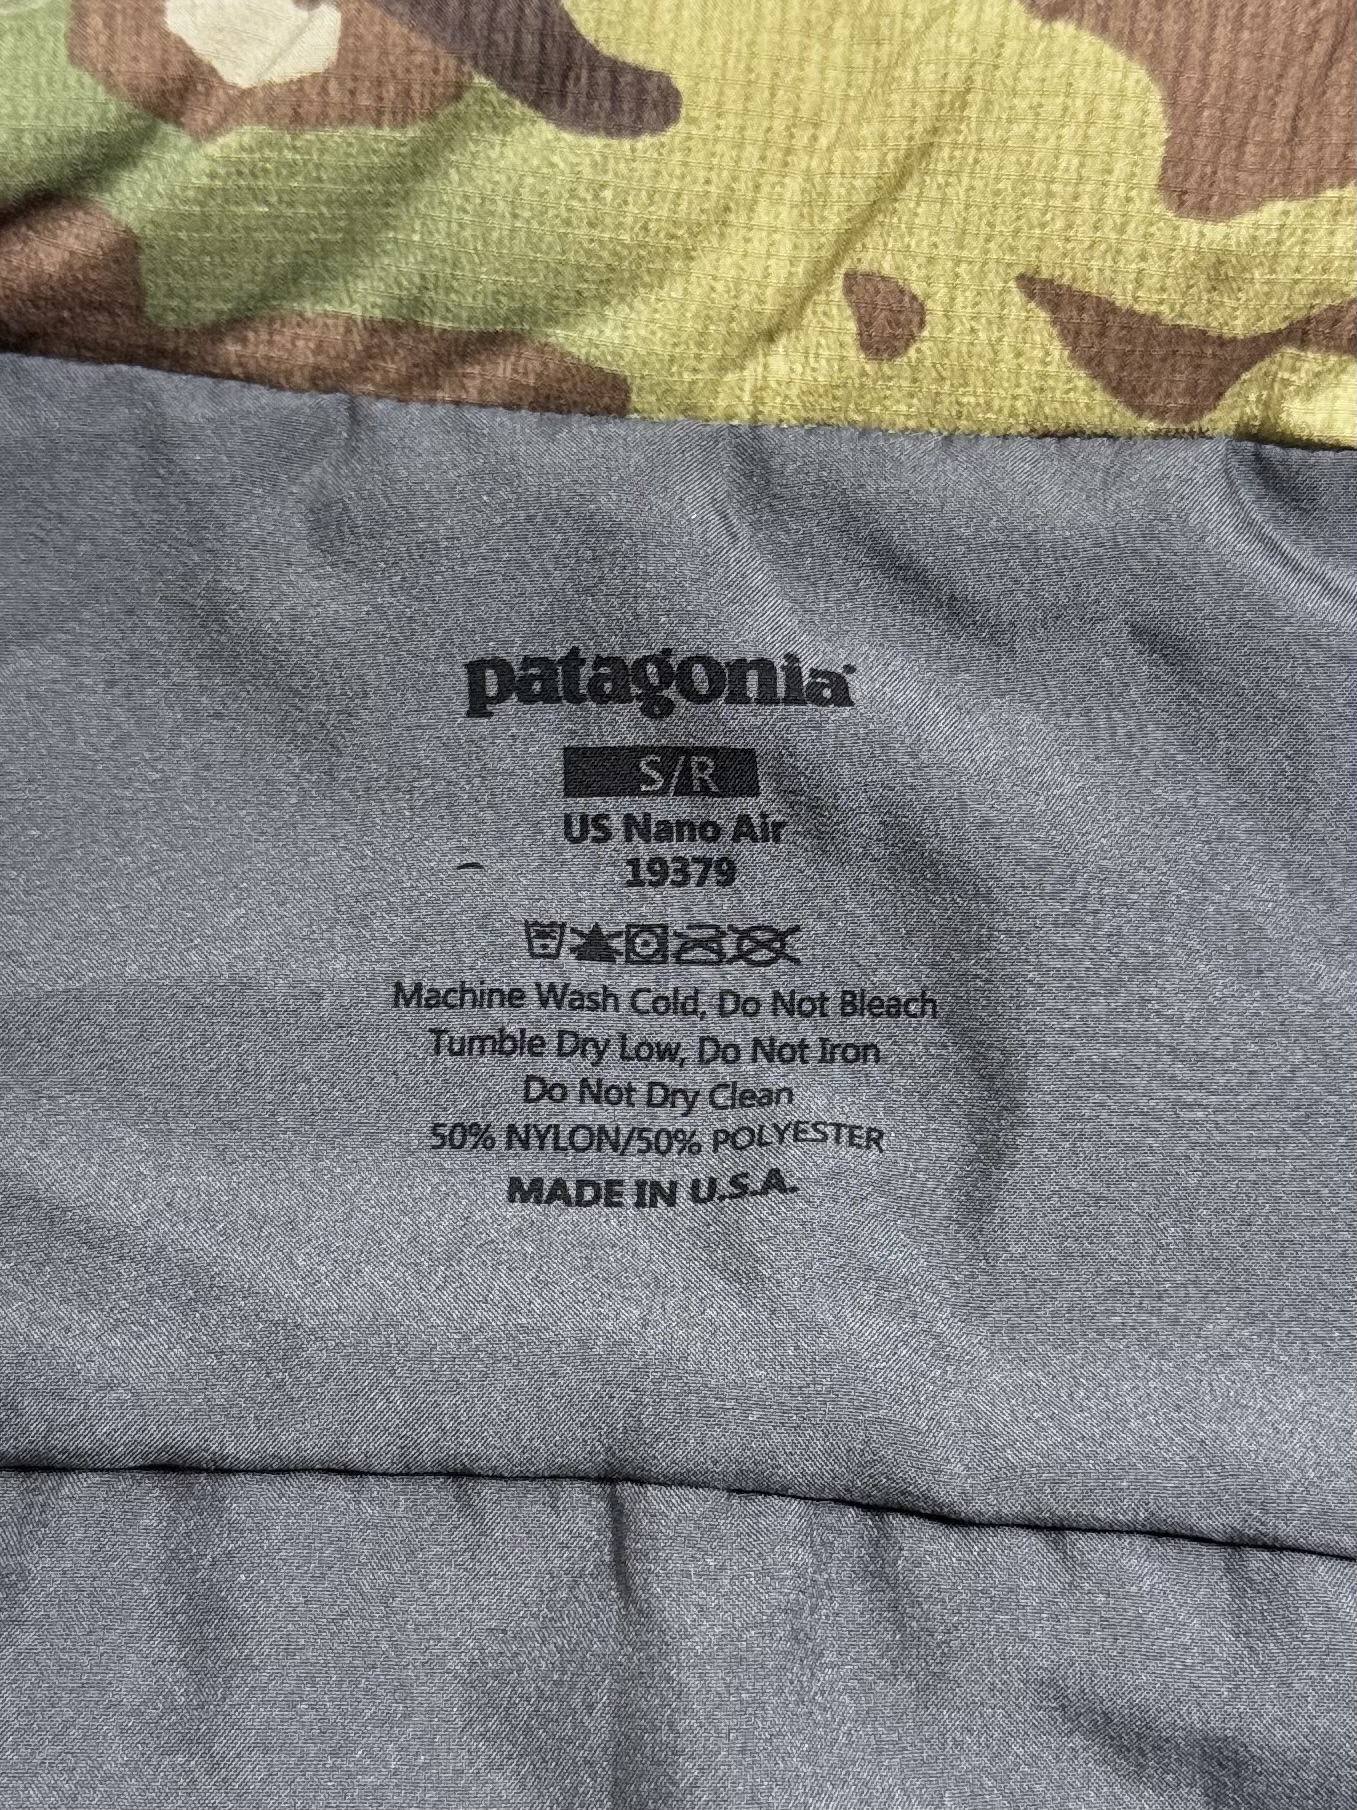 patagonia
S/R
US Nano Air
19379
Machine Wash Cold, Do Not Bleach
Tumble Dry Low, Do Not Iron
Do Not Dry Clean
50% NYLON/50% POLYESTER
MADE IN U.S.A.